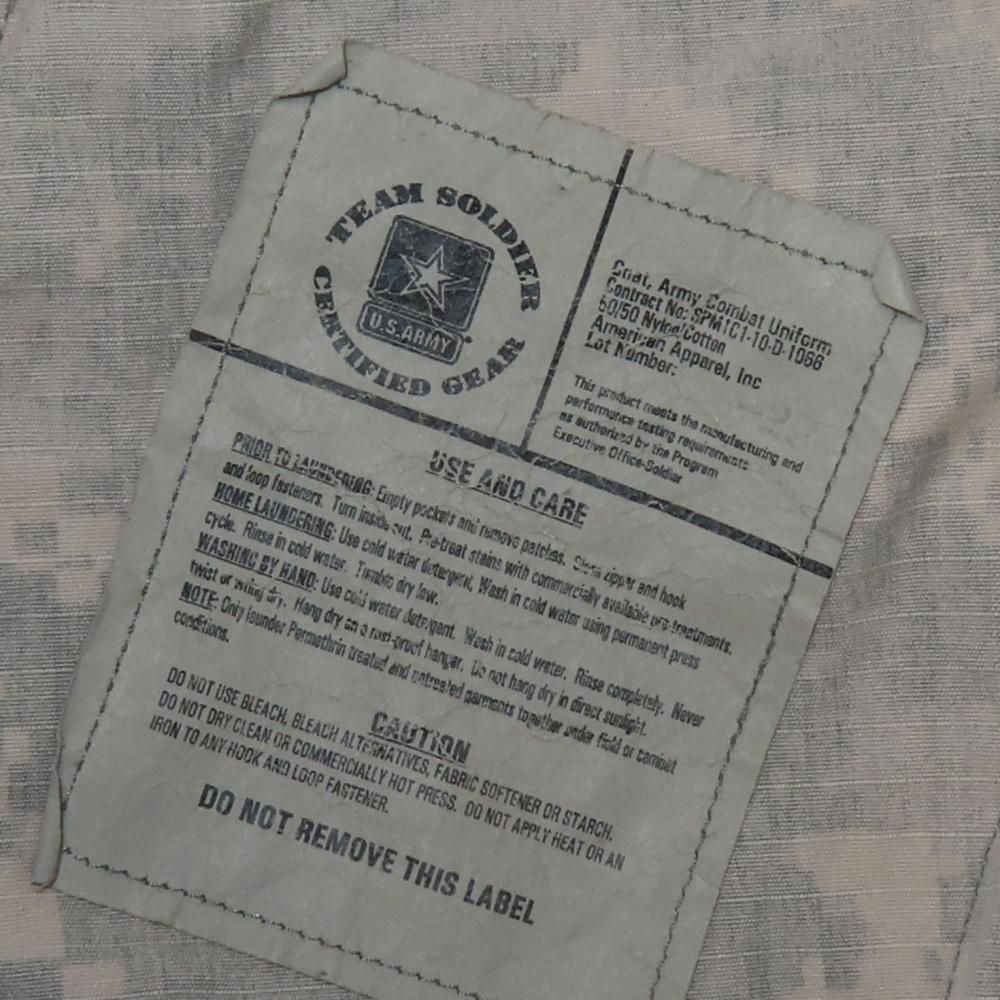 TEAM SOLDIER
U.S.ARMY
CERTIFIED GEAR
Coat, Army Combat Uniform
Contract No: SPM1C1-10-D-1066
50/50 Nylon/Cotton
American Apparel, Inc
Lot Number:
This product meets the manufacturing and
performance testing requirements
as authorized by the Program
Executive Office-Soldier
USE AND CARE
PRIOR TO LAUNDERING: Empty pockets and remove patches. Close zipper and hook
and loop fasteners. Turn inside out. Pre-treat stains with commercially available pre-treatments.
HOME LAUNDERING: Use cold water detergent. Wash in cold water using permanent press
cycle. Rinse in cold water. Tumble dry low.
WASHING BY HAND: Use cold water detergent. Wash in cold water. Rinse completely. Never
twist or wring dry. Hang dry on a rust-proof hangar. Do not hang dry in direct sunlight.
NOTE: Only launder Permethrin treated and untreated garments together under field or combat
conditions.
CAUTION
DO NOT USE BLEACH, BLEACH ALTERNATIVES, FABRIC SOFTENER OR STARCH.
DO NOT DRY CLEAN OR COMMERCIALLY HOT PRESS. DO NOT APPLY HEAT OR AN
IRON TO ANY HOOK AND LOOP FASTENER.
DO NOT REMOVE THIS LABEL